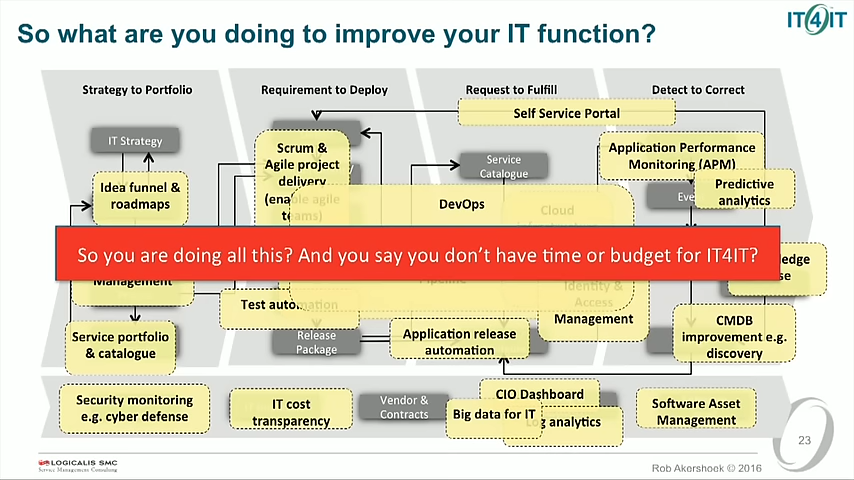 So what are you doing to improve your IT function?
IT4IT
Strategy to Portfolio
Requirement to Deploy
Request to Fulfill
Detect to Correct
Self Service Portal
IT Strategy
Scrum &
Agile project
delivery
(enable agile
teams)
Service
Catalogue
Application Performance
Monitoring (APM)
Idea funnel &
roadmaps
DevOps
Cloud
Predictive
analytics
So you are doing all this? And you say you don't have time or budget for IT4IT?
Management
Pipeline
Identity &
Access
Management
Test automation
Service portfolio
& catalogue
Release
Package
Application release
automation
CMDB
improvement e.g.
discovery
Security monitoring
e.g. cyber defense
IT cost
transparency
Vendor &
Contracts
CIO Dashboard
Big data for IT
Log analytics
Software Asset
Management
23
LOGICALIS SMC
Service Management Consulting
Rob Akershoek © 2016